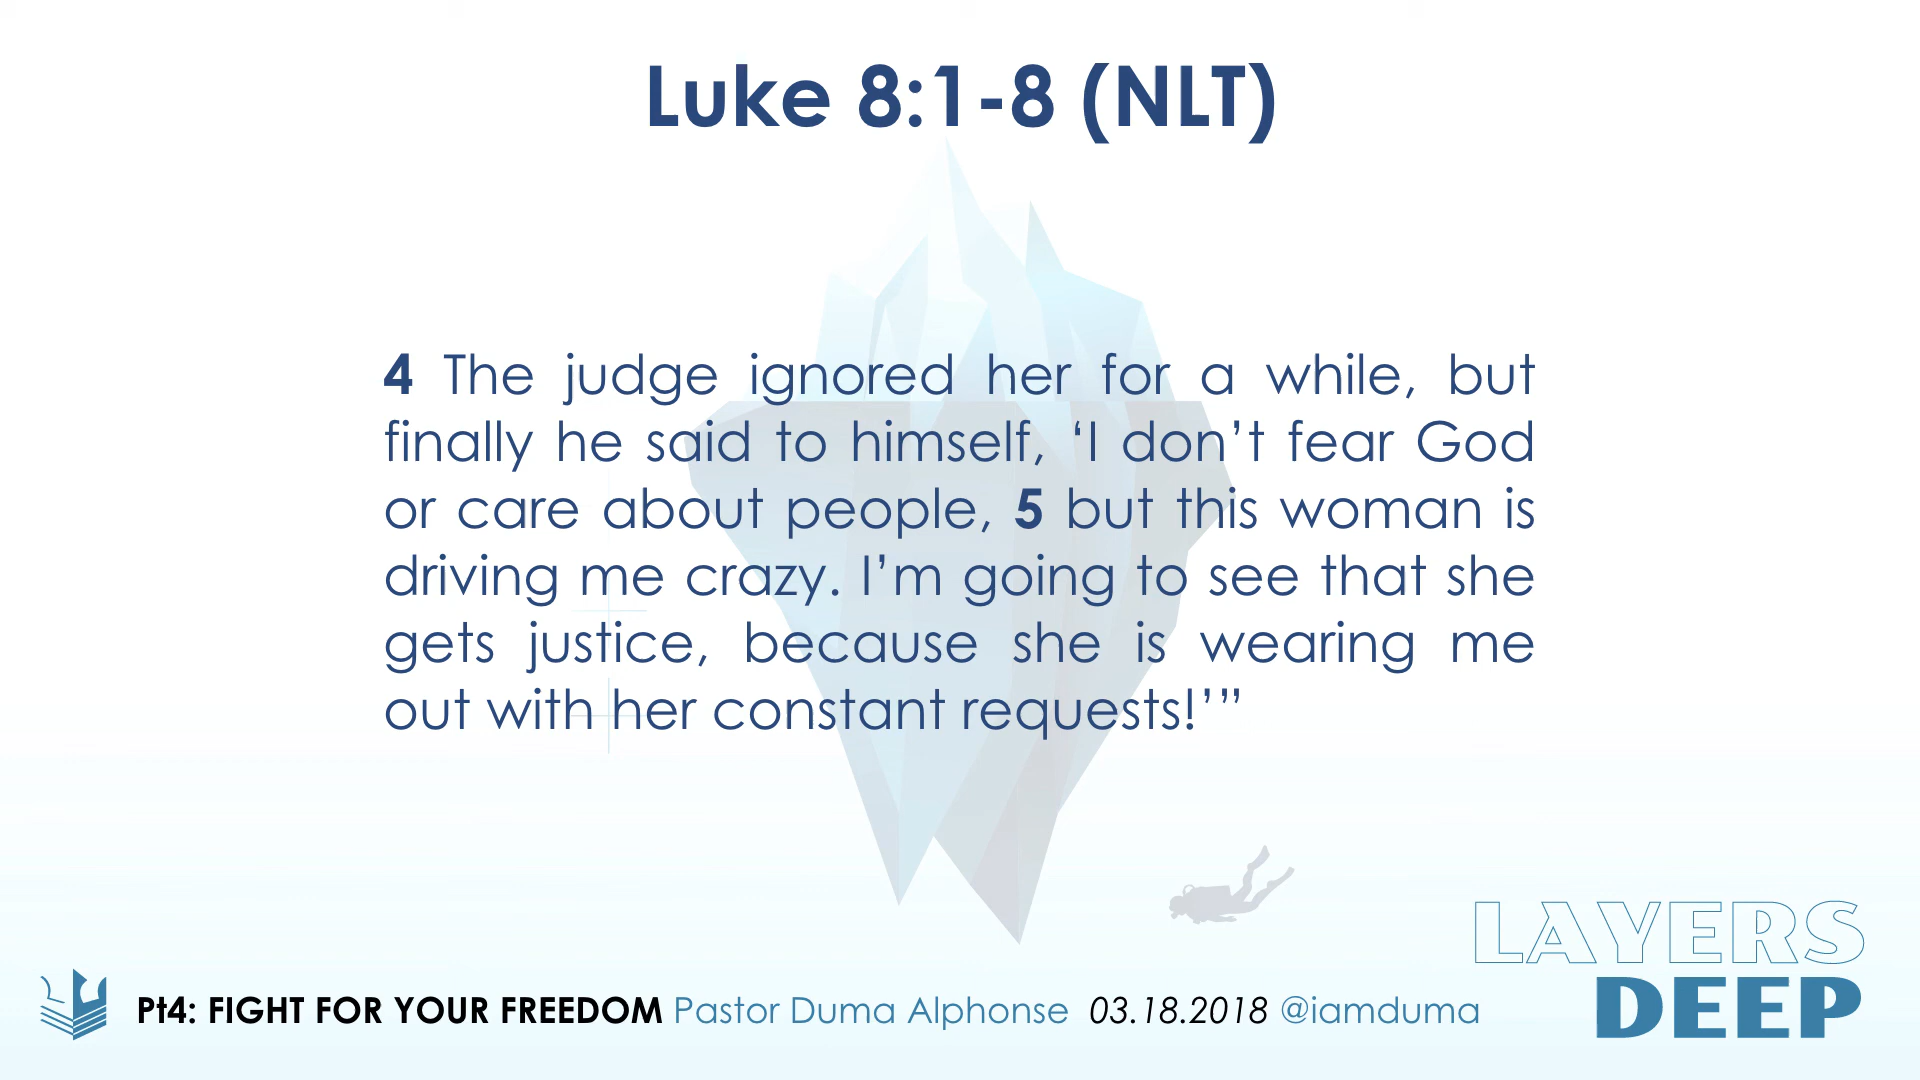 Luke 8:1-8 (NLT)
4 The judge ignored her for a while, but
finally he said to himself, ‘I don’t fear God
or care about people, 5 but this woman is
driving me crazy. I’m going to see that she
gets justice, because she is wearing me
out with her constant requests!’”
LAYERS
DEEP
Pt4: FIGHT FOR YOUR FREEDOM Pastor Duma Alphonse 03.18.2018 @iamduma